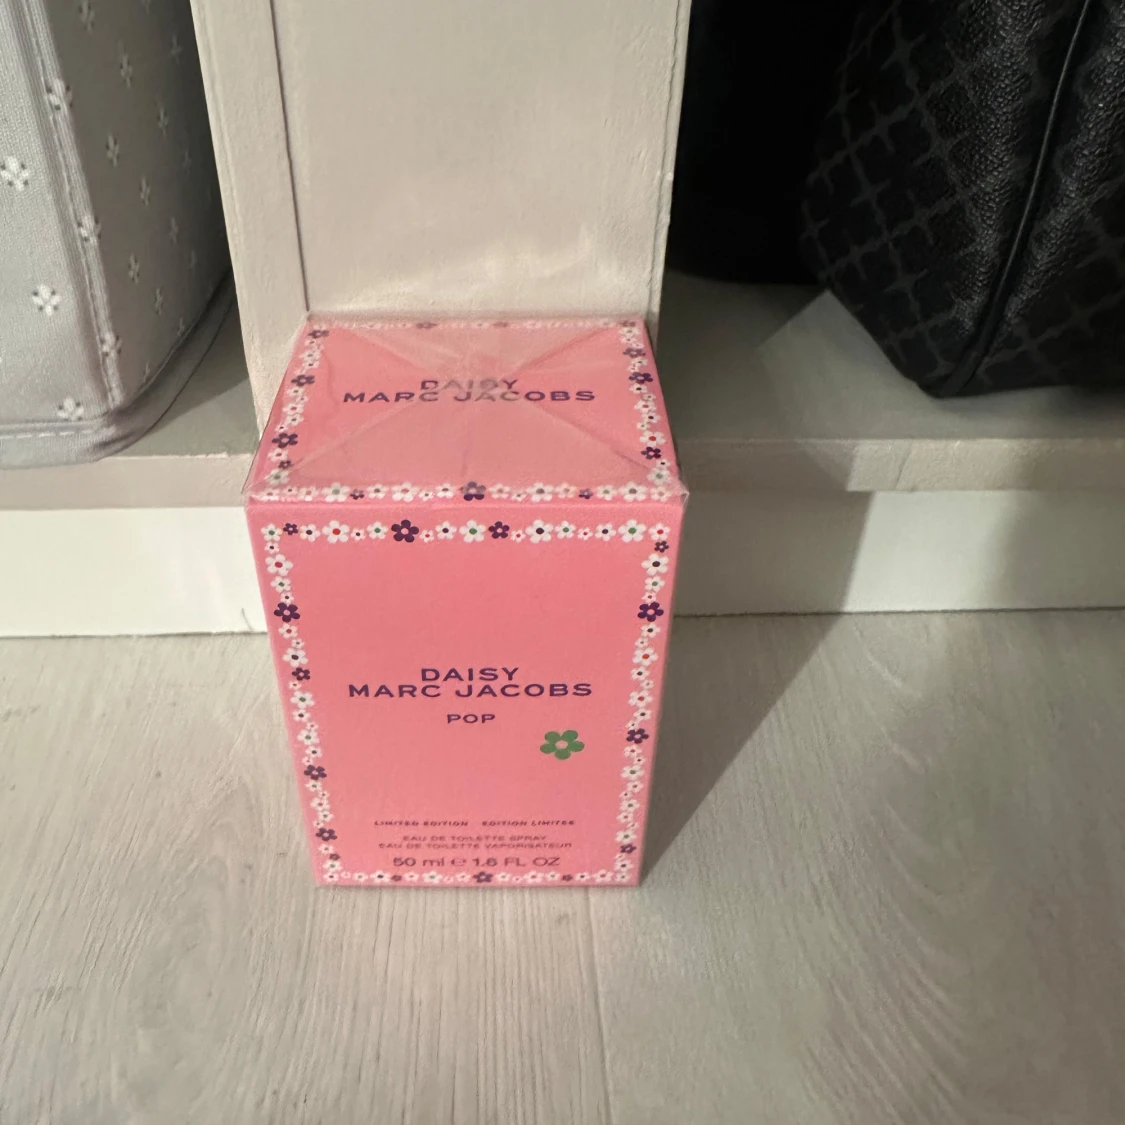 DAISY
MARC JACOBS
DAISY
MARC JACOBS
POP
LIMITED EDITION EDITION LIMITÉE
EAU DE TOILETTE SPRAY
EAU DE TOILETTE VAPORISATEUR
50 ml e 1.6 FL OZ